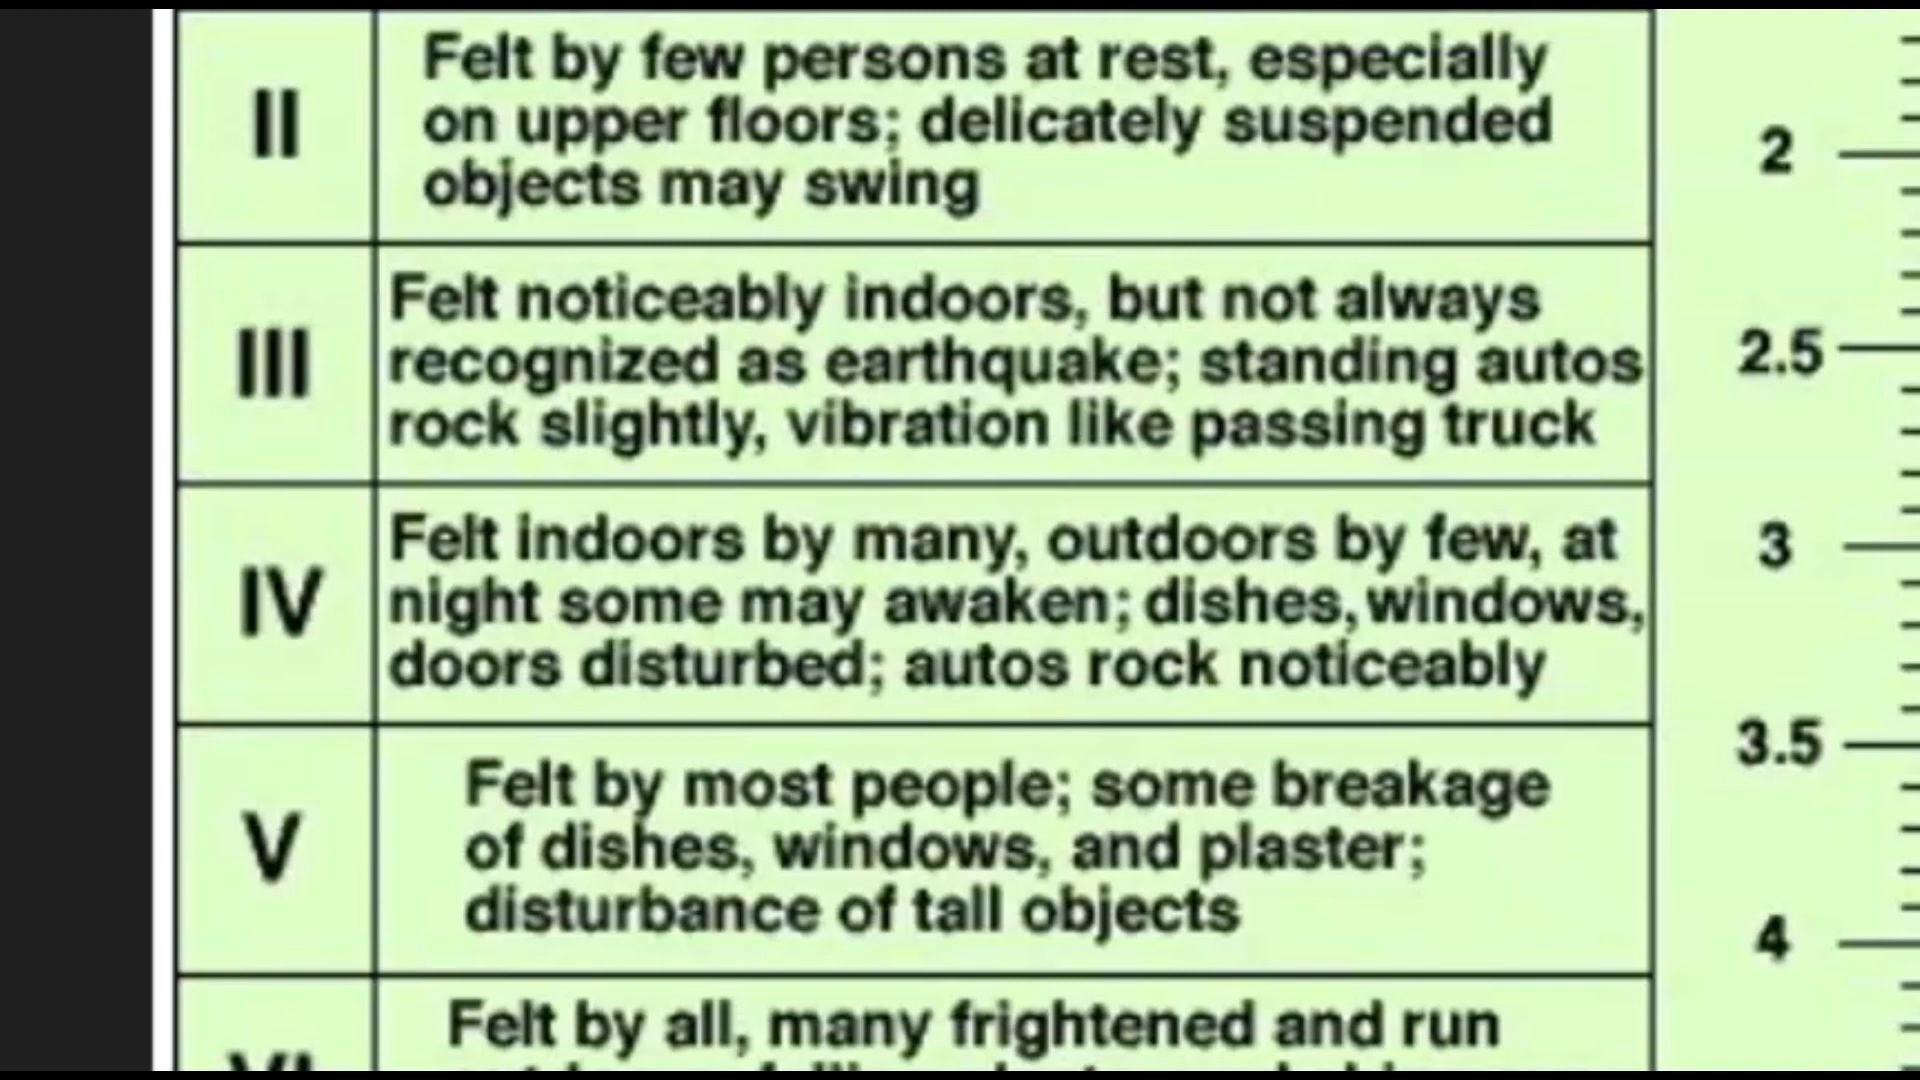 II
Felt by few persons at rest, especially
on upper floors; delicately suspended
objects may swing
2
III
Felt noticeably indoors, but not always
recognized as earthquake; standing autos
rock slightly, vibration like passing truck
2.5
IV
Felt indoors by many, outdoors by few, at
night some may awaken; dishes, windows,
doors disturbed; autos rock noticeably
3
V
Felt by most people; some breakage
of dishes, windows, and plaster;
disturbance of tall objects
3.5
4
VI
Felt by all, many frightened and run